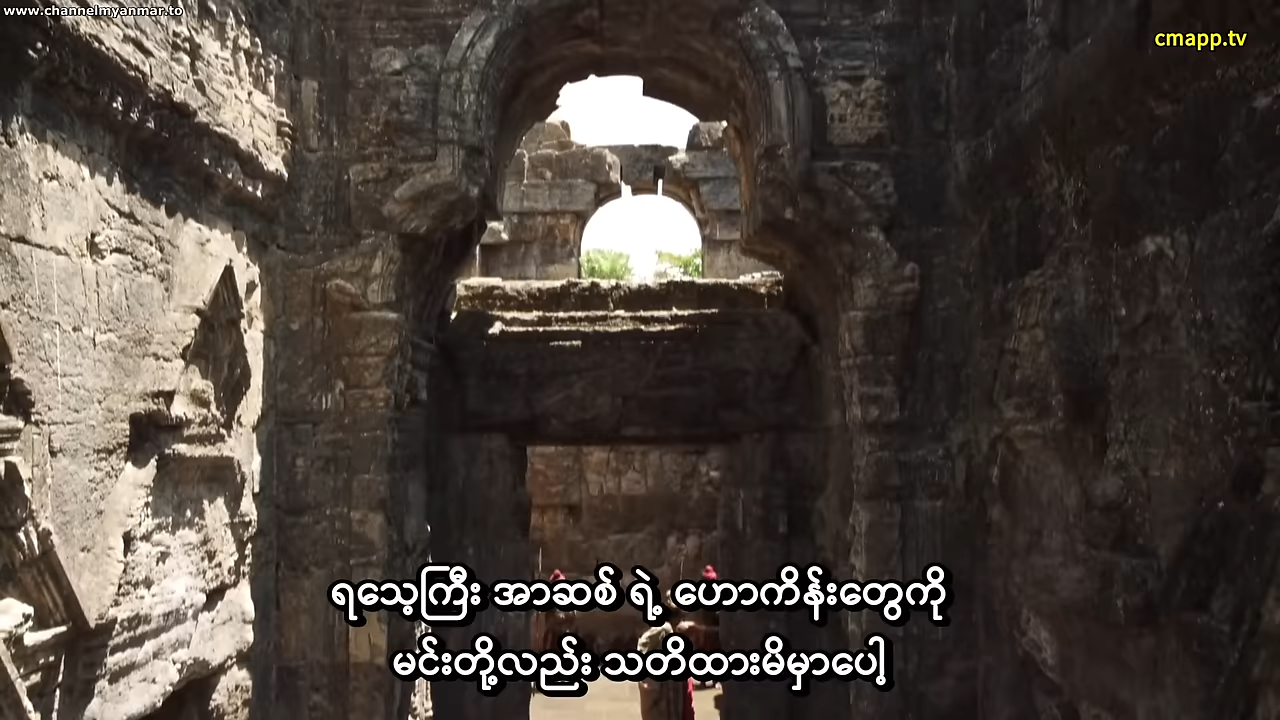 www.channelmyanmar.to
cmapp.tv
ရသေ့ကြီး အာဆစ် ရဲ့ ဟောကိန်းတွေကို
မင်းတို့လည်း သတိထားမိမှာပေါ့